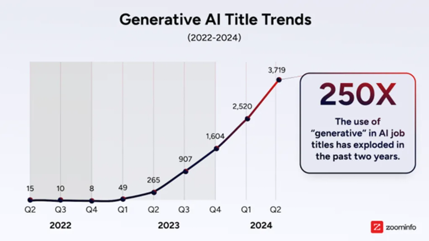 Generative AI Title Trends
(2022-2024)
3,719
2,520
1,604
907
265
49
15 10 8
Q2 Q3 Q4 Q1 Q2 Q3 Q4 Q1 Q2
2022 2023 2024
250X
The use of
"generative" in AI job
titles has exploded in
the past two years.
zoominfo